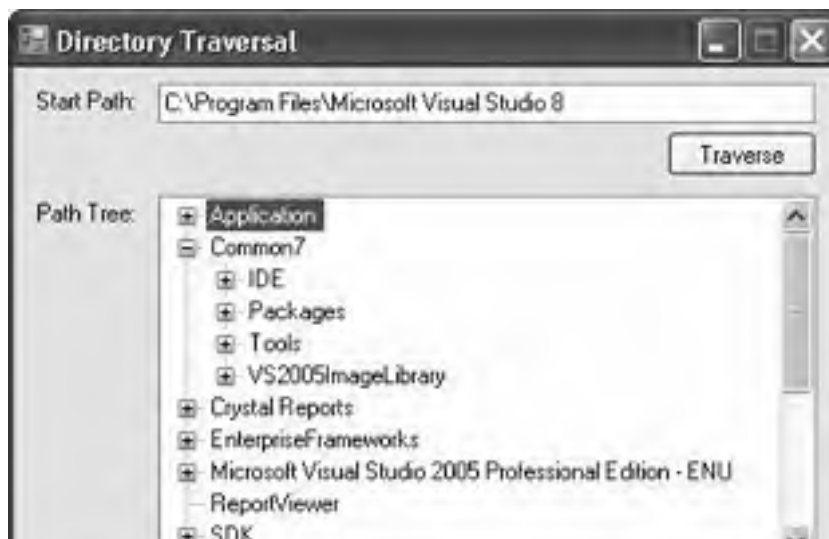 Directory Traversal
Start Path: C:\Program Files\Microsoft Visual Studio 8
Traverse
Path Tree: Application
Common7
IDE
Packages
Tools
VS2005ImageLibrary
Crystal Reports
EnterpriseFrameworks
Microsoft Visual Studio 2005 Professional Edition - ENU
ReportViewer
SDK